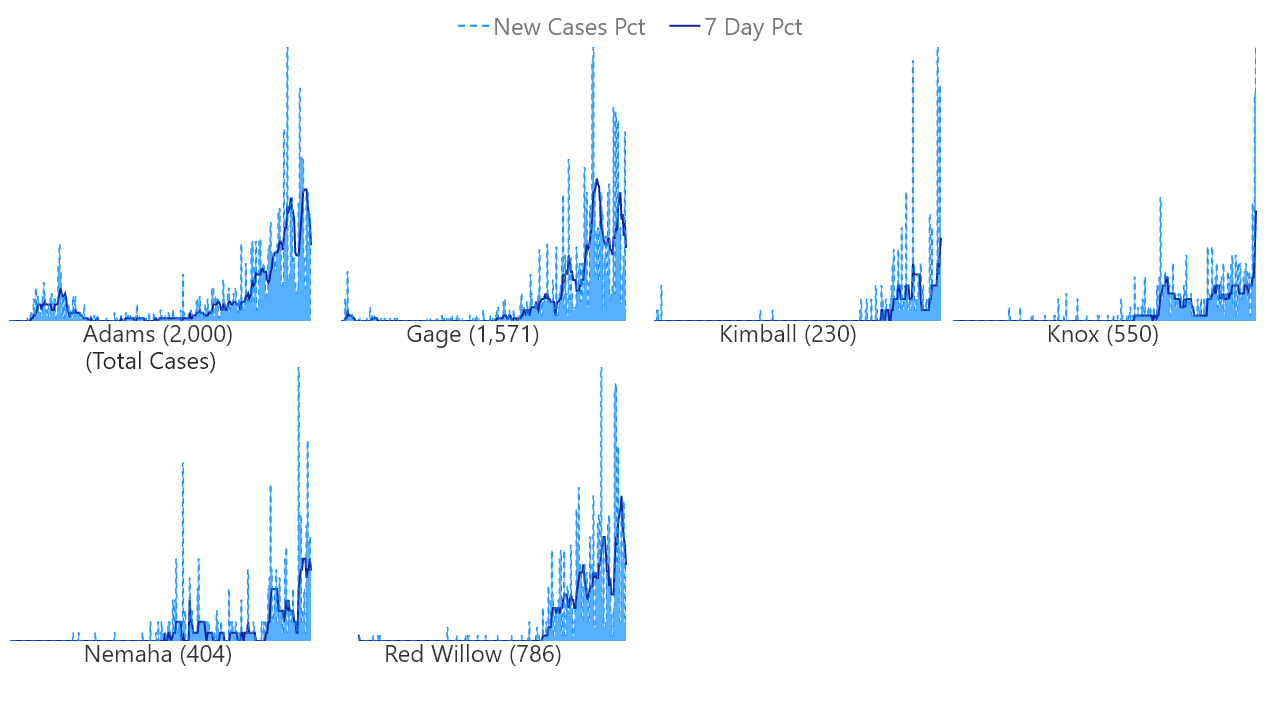 New Cases Pct 7 Day Pct
Adams (2,000) Gage (1,571) Kimball (230) Knox (550)
(Total Cases)
Nemaha (404) Red Willow (786)